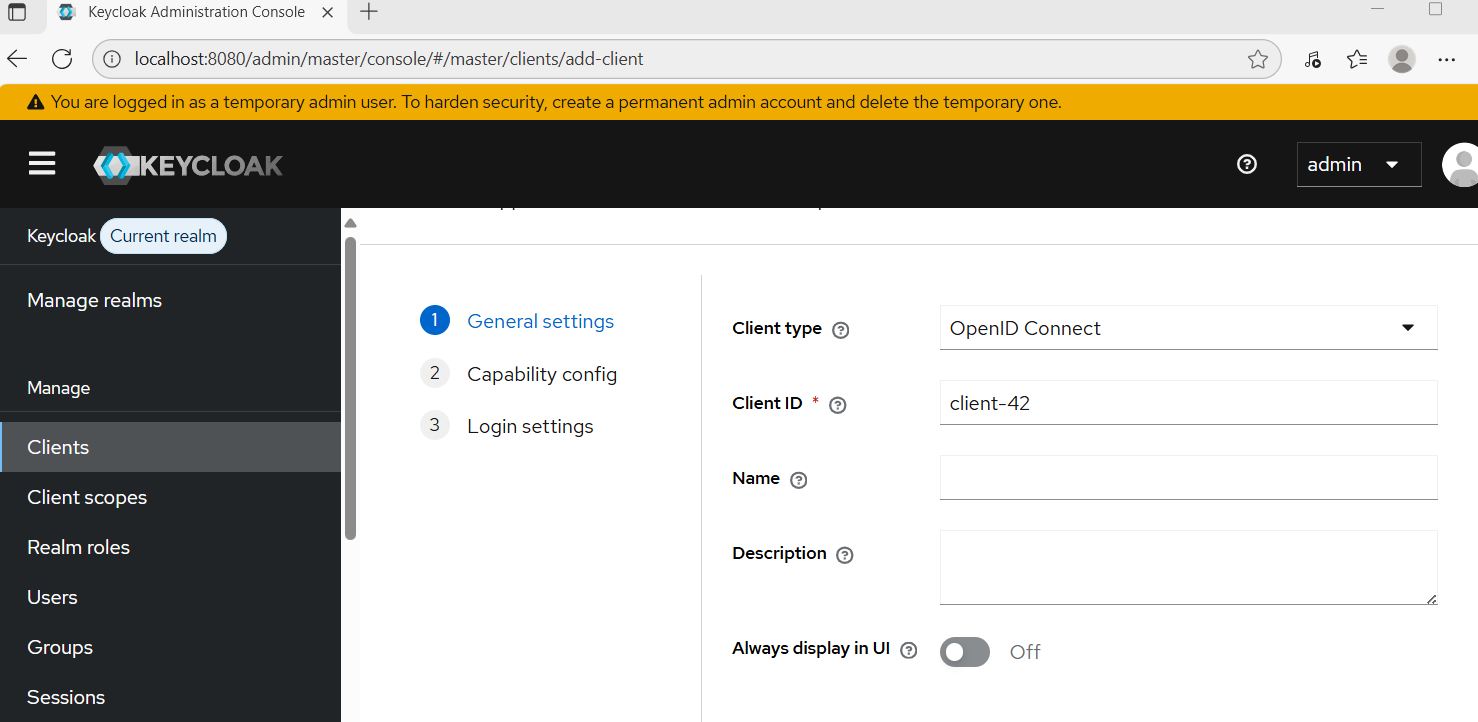 Keycloak Administration Console
localhost:8080/admin/master/console/#/master/clients/add-client
You are logged in as a temporary admin user. To harden security, create a permanent admin account and delete the temporary one.
KEYCLOAK
admin
Keycloak Current realm
Manage realms
Manage
Clients
Client scopes
Realm roles
Users
Groups
Sessions
1 General settings
2 Capability config
3 Login settings
Client type OpenID Connect
Client ID * client-42
Name
Description
Always display in UI Off